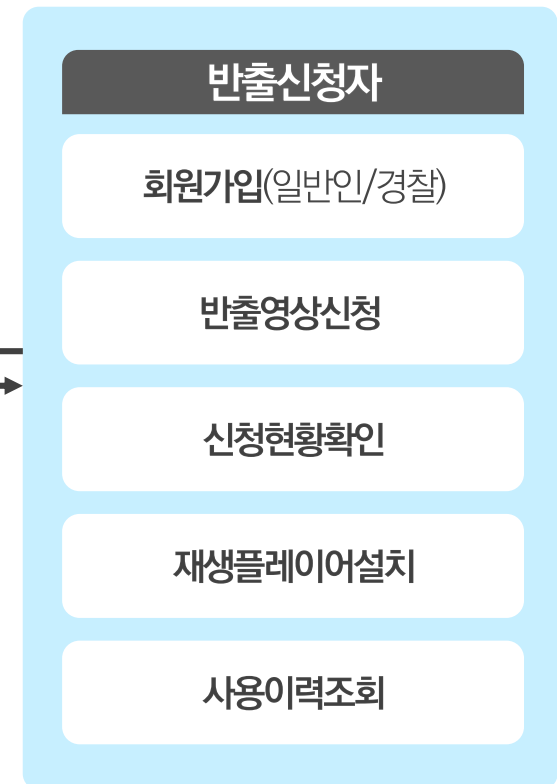 반출신청자
회원가입(일반인/경찰)
반출영상신청
신청현황확인
재생플레이어설치
사용이력조회